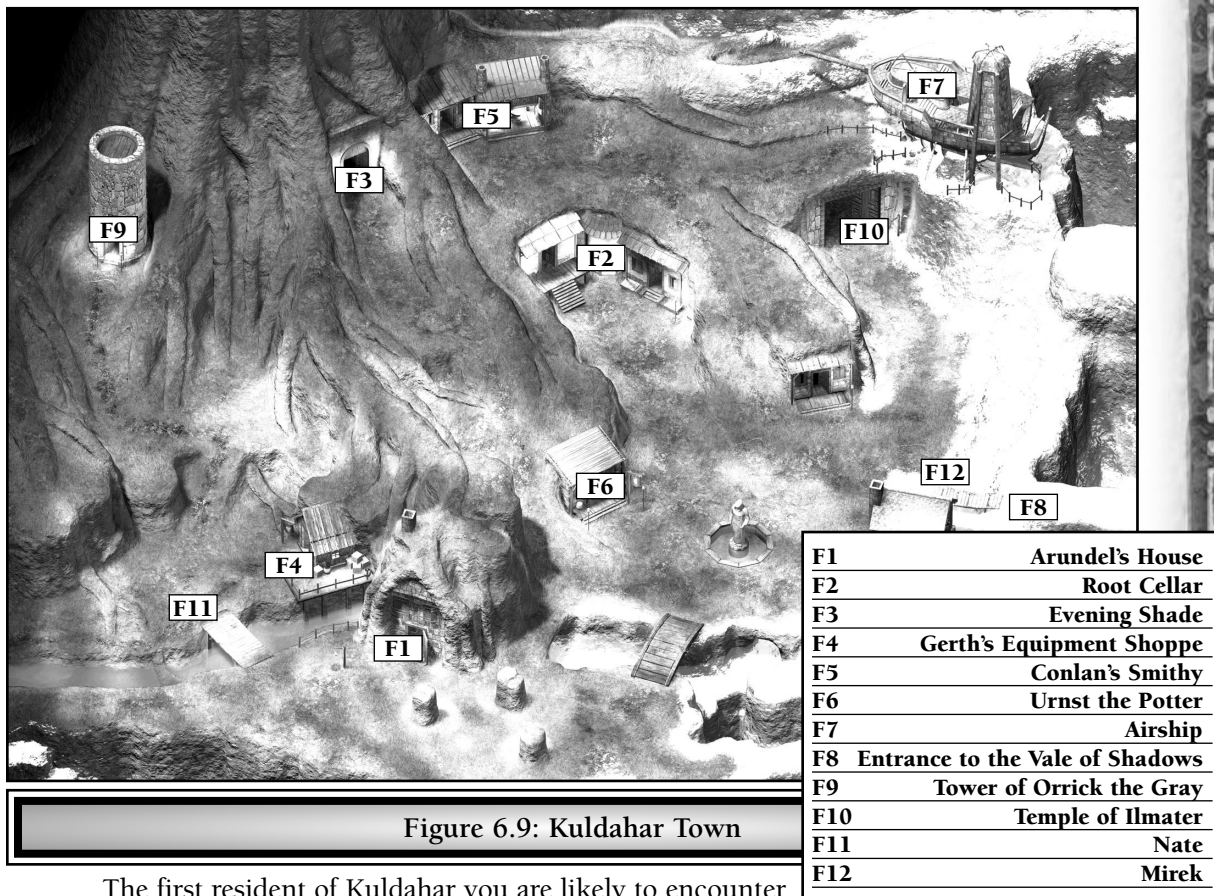 F7
F5
F3
F9
F10
F2
F12
F6
F8
F4
F11
F1
F1 Arundel's House
F2 Root Cellar
F3 Evening Shade
F4 Gerth's Equipment Shoppe
F5 Conlan's Smithy
F6 Urnst the Potter
F7 Airship
F8 Entrance to the Vale of Shadows
F9 Tower of Orrick the Gray
F10 Temple of Ilmater
F11 Nate
F12 Mirek
Figure 6.9: Kuldahar Town
The first resident of Kuldahar you are likely to encounter